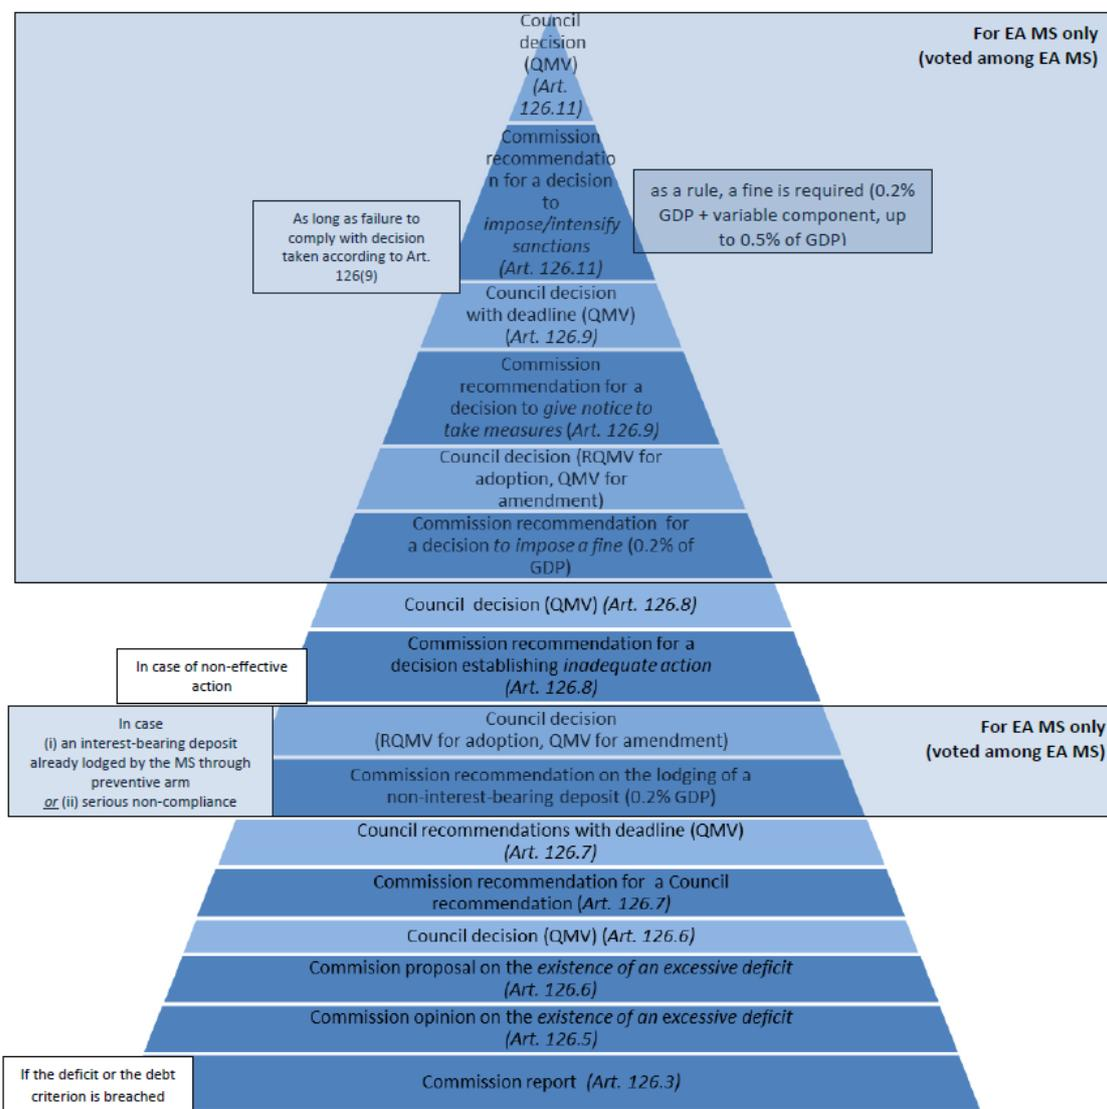 Council
decision
(QMV)
(Art.
126.11)
For EA MS only
(voted among EA MS)
Commission
recommendatio
n for a decision
to
impose/intensify
sanctions
(Art. 126.11)
as a rule, a fine is required (0.2%
GDP + variable component, up
to 0.5% of GDP)
As long as failure to
comply with decision
taken according to Art.
126(9)
Council decision
with deadline (QMV)
(Art. 126.9)
Commission
recommendation for a
decision to give notice to
take measures (Art. 126.9)
Council decision (RQMV for
adoption, QMV for
amendment)
Commission recommendation for
a decision to impose a fine (0.2% of
GDP)
Council decision (QMV) (Art. 126.8)
Commission recommendation for a
decision establishing inadequate action
(Art. 126.8)
In case of non-effective
action
Council decision
(RQMV for adoption, QMV for amendment)
Commission recommendation on the lodging of a
non-interest-bearing deposit (0.2% GDP)
In case
(i) an interest-bearing deposit
already lodged by the MS through
preventive arm
or (ii) serious non-compliance
For EA MS only
(voted among EA MS)
Council recommendations with deadline (QMV)
(Art. 126.7)
Commission recommendation for a Council
recommendation (Art. 126.7)
Council decision (QMV) (Art. 126.6)
Commision proposal on the existence of an excessive deficit
(Art. 126.6)
Commission opinion on the existence of an excessive deficit
(Art. 126.5)
If the deficit or the debt
criterion is breached
Commission report (Art. 126.3)